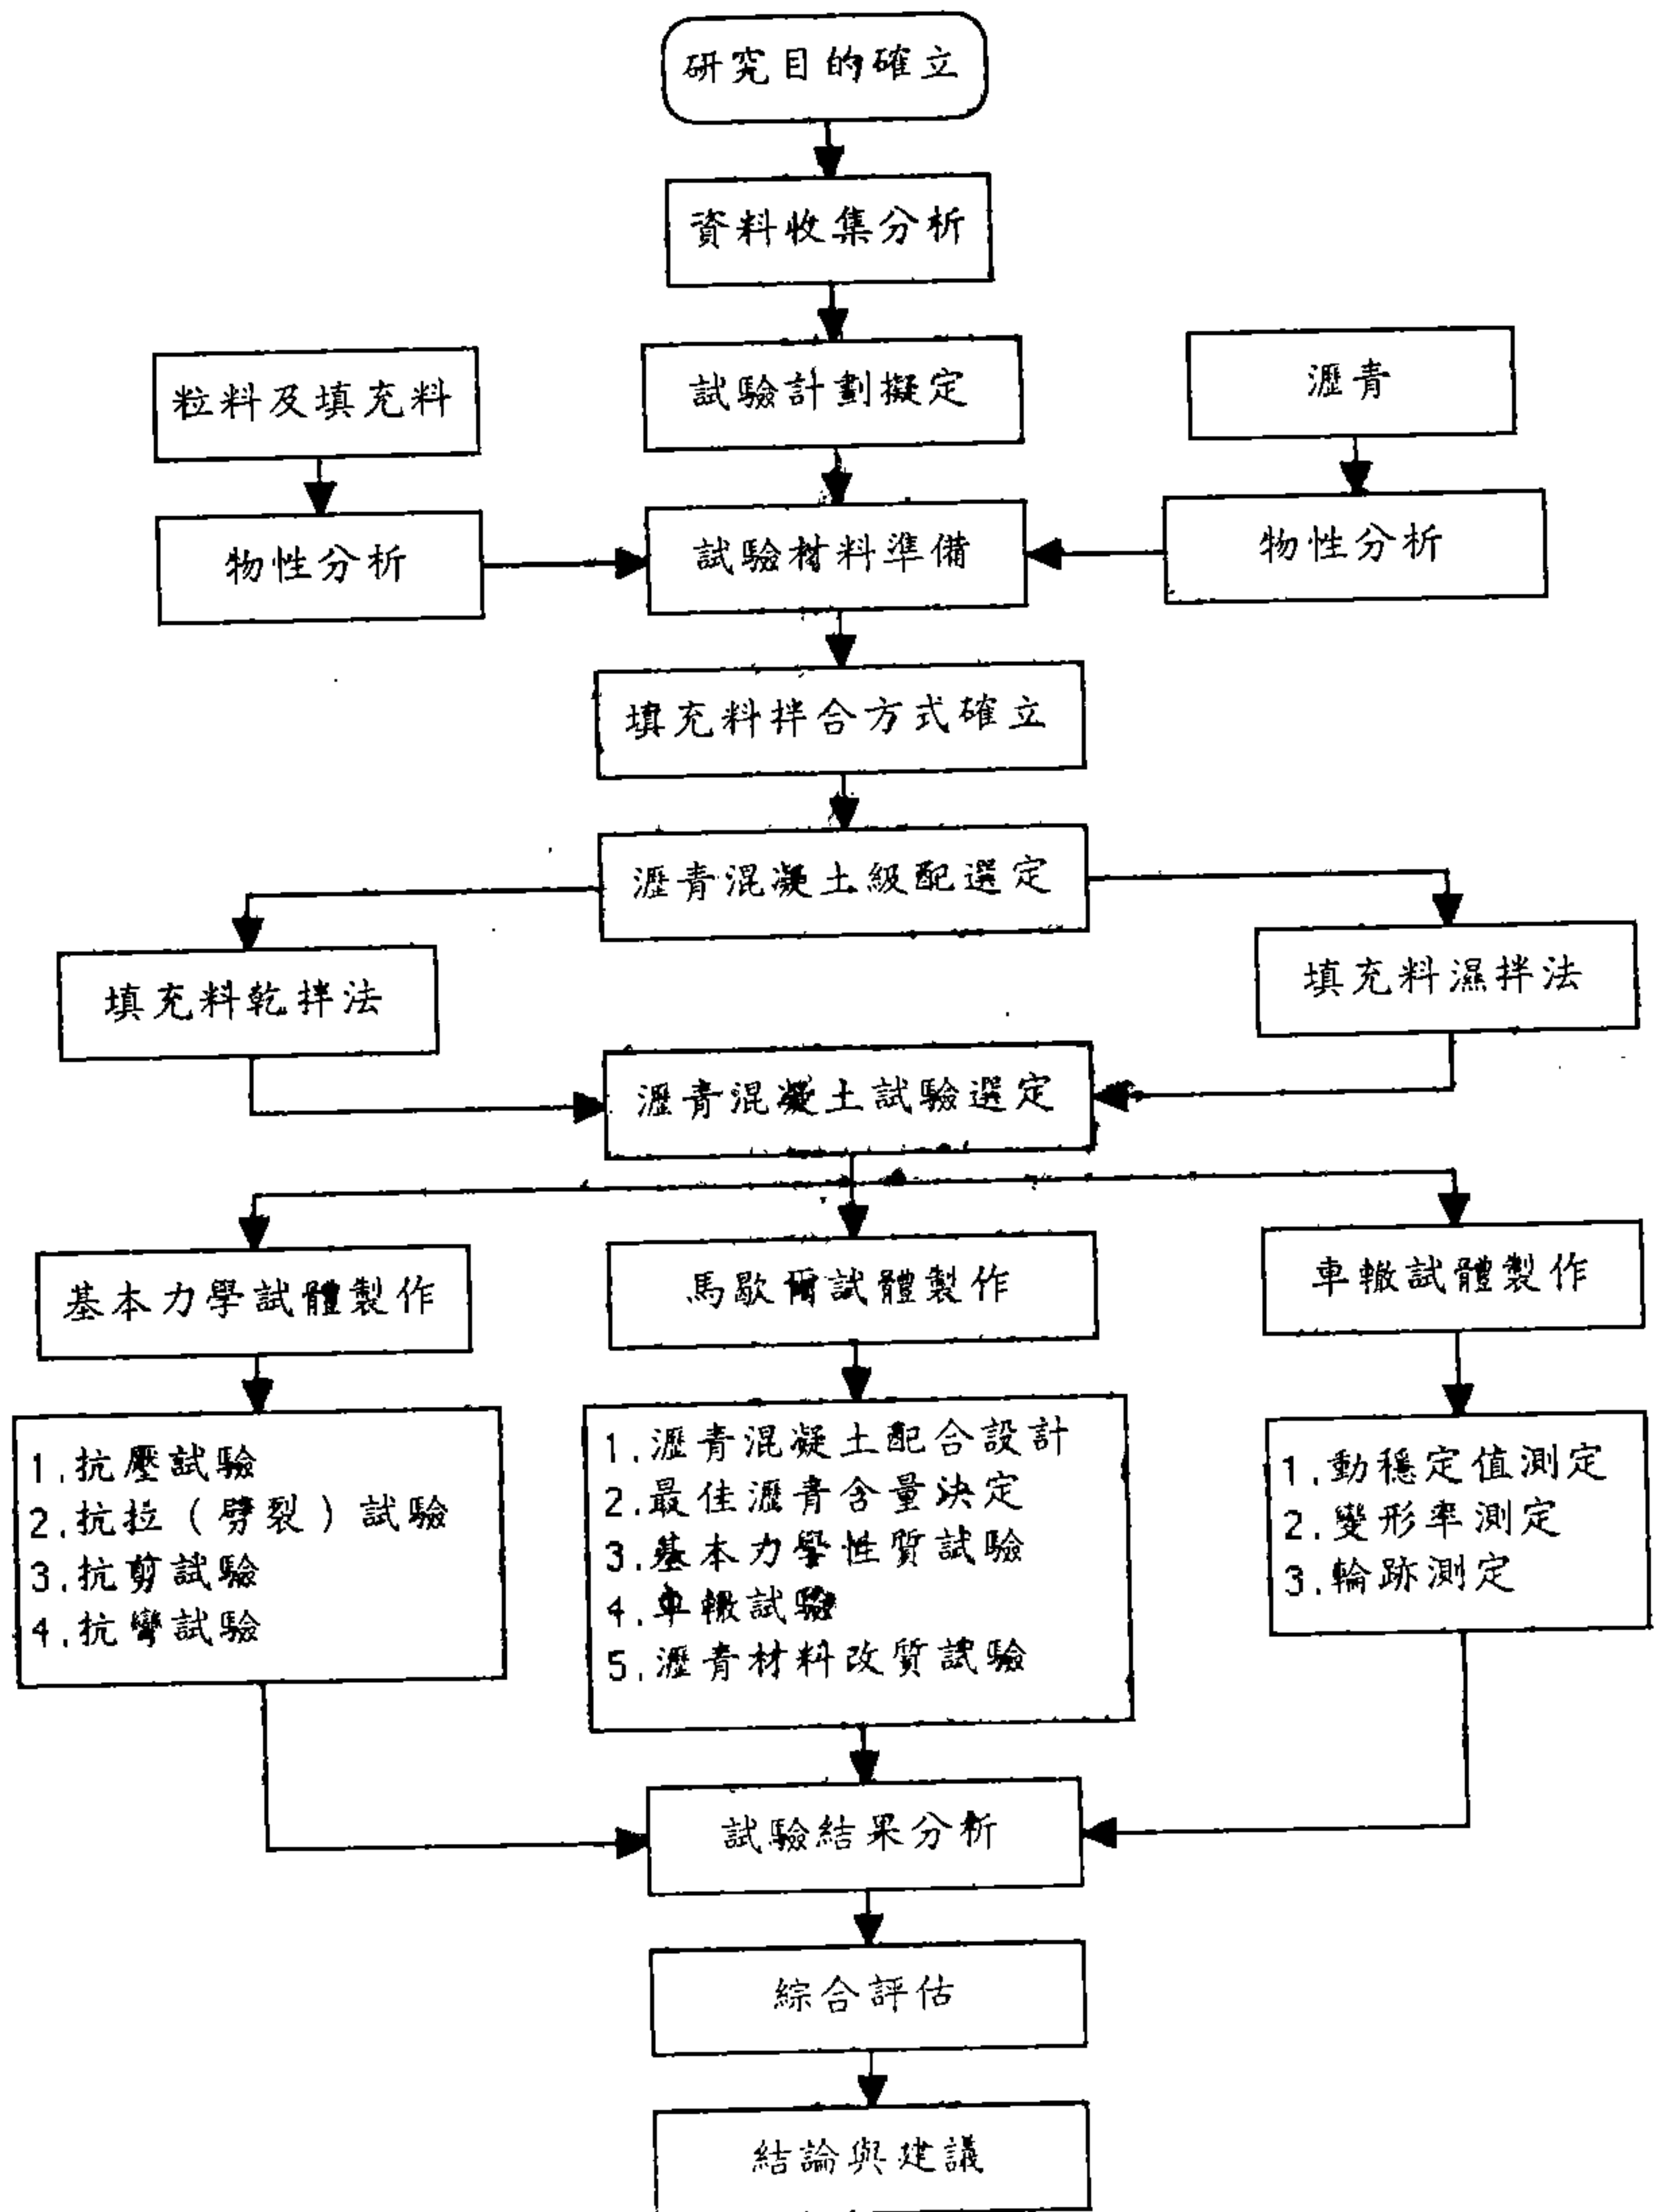 研究目的確立
資料收集分析
粒料及填充料
試驗計劃擬定
瀝青
物性分析
試驗材料準備
物性分析
填充料拌合方式確立
瀝青混凝土級配選定
填充料乾拌法
填充料濕拌法
瀝青混凝土試驗選定
基本力學試體製作
馬歇爾試體製作
車轍試體製作
1.抗壓試驗
2.抗拉(劈裂)試驗
3.抗剪試驗
4.抗彎試驗
1.瀝青混凝土配合設計
2.最佳瀝青含量決定
3.基本力學性質試驗
4.車轍試驗
5.瀝青材料改質試驗
1.動穩定值測定
2.變形率測定
3.輪跡測定
試驗結果分析
綜合評估
結論與建議